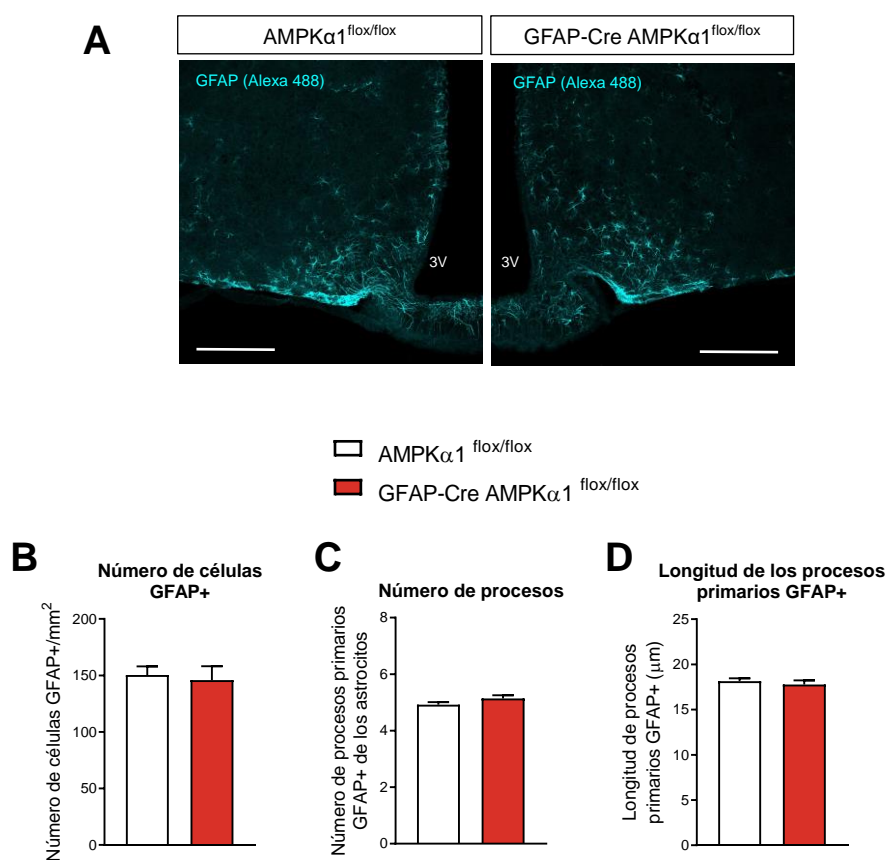 A
AMPKα1flox/flox
GFAP-Cre AMPKα1flox/flox
GFAP (Alexa 488)
GFAP (Alexa 488)
3V
3V
AMPKα1 flox/flox
GFAP-Cre AMPKα1 flox/flox
B
Número de células
GFAP+
Número de células GFAP+/mm2
200
150
100
50
0
C
Número de procesos
Número de procesos primarios
GFAP+ de los astrocitos
8
6
4
2
0
D
Longitud de los procesos
primarios GFAP+
Longitud de procesos
primarios GFAP+ (μm)
25
20
15
10
5
0